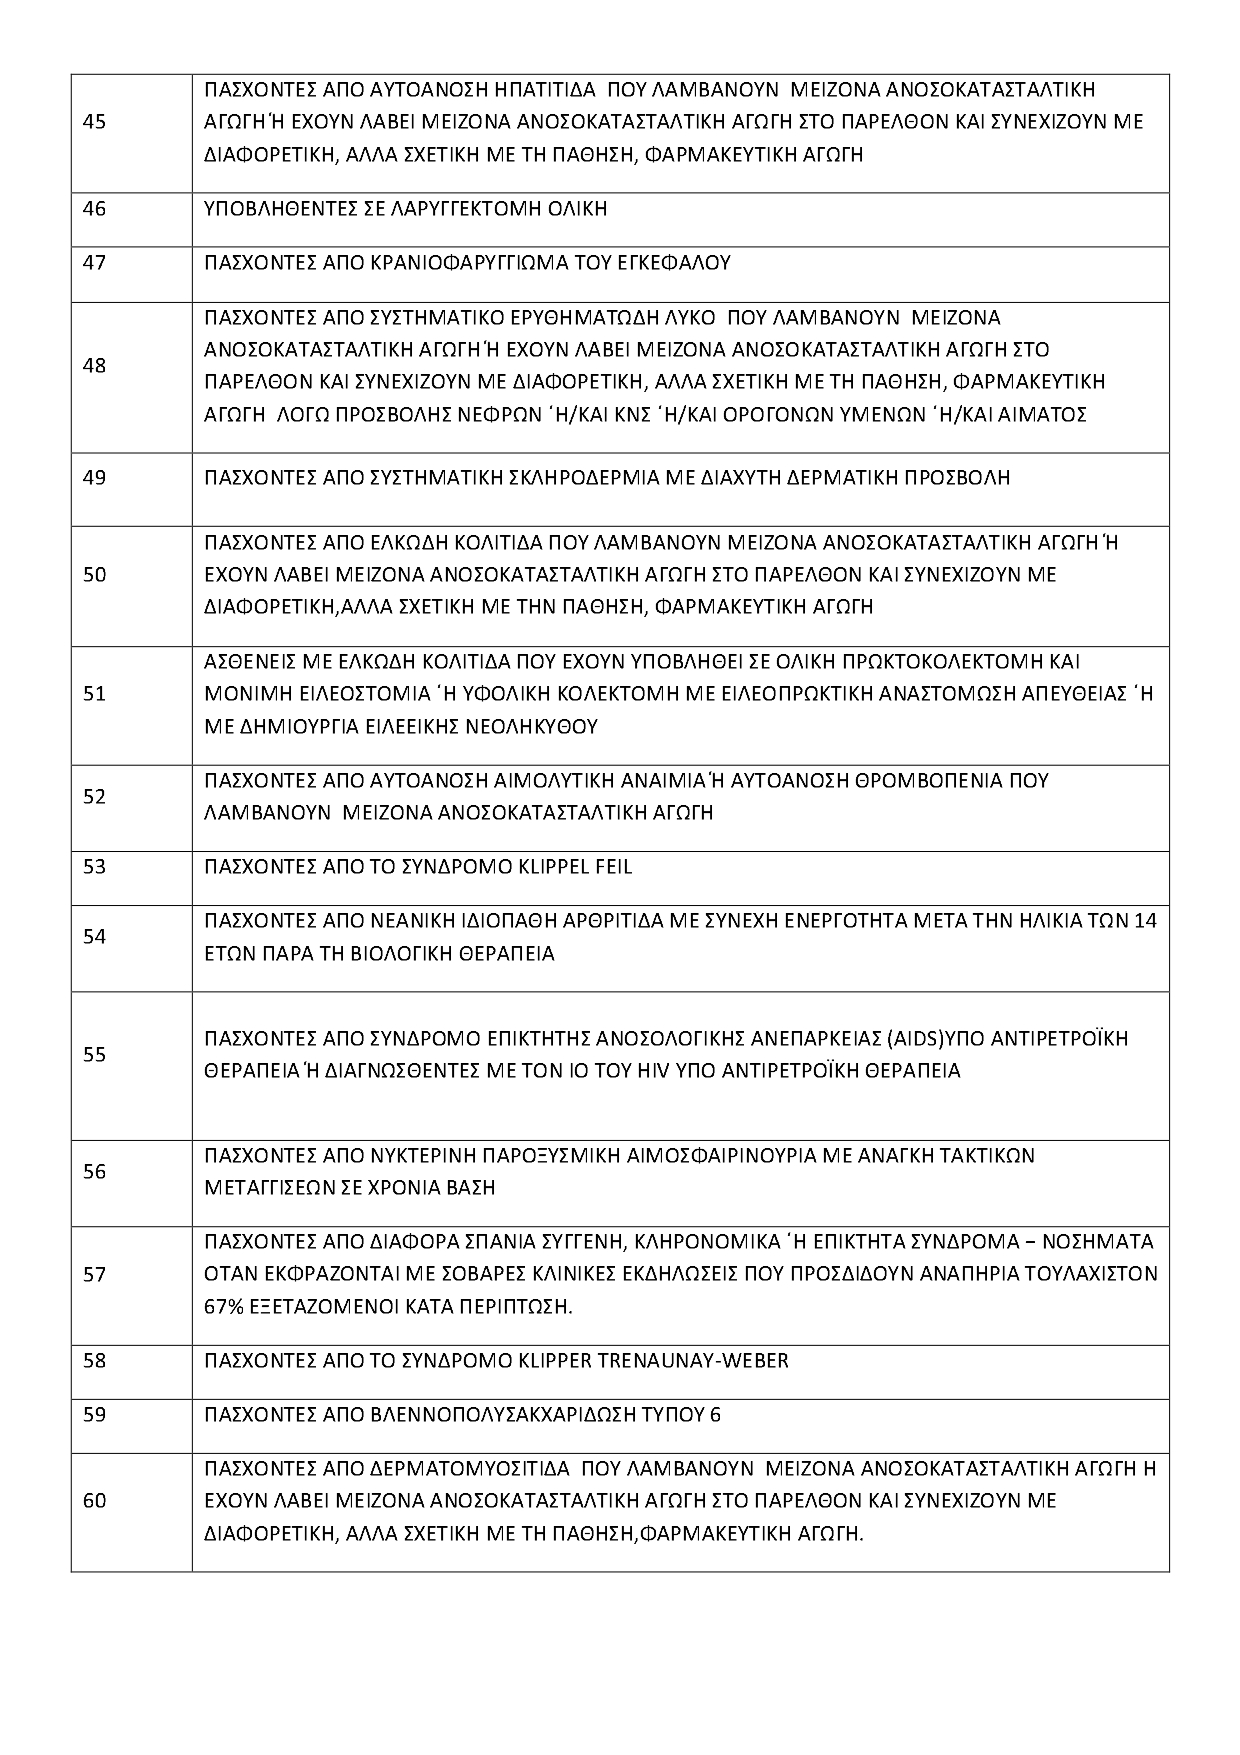 45
ΠΑΣΧΟΝΤΕΣ ΑΠΟ ΑΥΤΟΑΝΟΣΗ ΗΠΑΤΙΤΙΔΑ  ΠΟΥ ΛΑΜΒΑΝΟΥΝ  ΜΕΙΖΟΝΑ ΑΝΟΣΟΚΑΤΑΣΤΑΛΤΙΚΗ
ΑΓΩΓΗ Ή ΕΧΟΥΝ ΛΑΒΕΙ ΜΕΙΖΟΝΑ ΑΝΟΣΟΚΑΤΑΣΤΑΛΤΙΚΗ ΑΓΩΓΗ ΣΤΟ ΠΑΡΕΛΘΟΝ ΚΑΙ ΣΥΝΕΧΙΖΟΥΝ ΜΕ
ΔΙΑΦΟΡΕΤΙΚΗ, ΑΛΛΑ ΣΧΕΤΙΚΗ ΜΕ ΤΗ ΠΑΘΗΣΗ, ΦΑΡΜΑΚΕΥΤΙΚΗ ΑΓΩΓΗ
46
ΥΠΟΒΛΗΘΕΝΤΕΣ ΣΕ ΛΑΡΥΓΓΕΚΤΟΜΗ ΟΛΙΚΗ
47
ΠΑΣΧΟΝΤΕΣ ΑΠΟ ΚΡΑΝΙΟΦΑΡΥΓΓΙΩΜΑ ΤΟΥ ΕΓΚΕΦΑΛΟΥ
48
ΠΑΣΧΟΝΤΕΣ ΑΠΟ ΣΥΣΤΗΜΑΤΙΚΟ ΕΡΥΘΗΜΑΤΩΔΗ ΛΥΚΟ  ΠΟΥ ΛΑΜΒΑΝΟΥΝ  ΜΕΙΖΟΝΑ
ΑΝΟΣΟΚΑΤΑΣΤΑΛΤΙΚΗ ΑΓΩΓΗ Ή ΕΧΟΥΝ ΛΑΒΕΙ ΜΕΙΖΟΝΑ ΑΝΟΣΟΚΑΤΑΣΤΑΛΤΙΚΗ ΑΓΩΓΗ ΣΤΟ
ΠΑΡΕΛΘΟΝ ΚΑΙ ΣΥΝΕΧΙΖΟΥΝ ΜΕ ΔΙΑΦΟΡΕΤΙΚΗ, ΑΛΛΑ ΣΧΕΤΙΚΗ ΜΕ ΤΗ ΠΑΘΗΣΗ, ΦΑΡΜΑΚΕΥΤΙΚΗ
ΑΓΩΓΗ  ΛΟΓΩ ΠΡΟΣΒΟΛΗΣ ΝΕΦΡΩΝ ΄Η/ΚΑΙ ΚΝΣ ΄Η/ΚΑΙ ΟΡΟΓΟΝΩΝ ΥΜΕΝΩΝ ΄Η/ΚΑΙ ΑΙΜΑΤΟΣ
49
ΠΑΣΧΟΝΤΕΣ ΑΠΟ ΣΥΣΤΗΜΑΤΙΚΗ ΣΚΛΗΡΟΔΕΡΜΙΑ ΜΕ ΔΙΑΧΥΤΗ ΔΕΡΜΑΤΙΚΗ ΠΡΟΣΒΟΛΗ
50
ΠΑΣΧΟΝΤΕΣ ΑΠΟ ΕΛΚΩΔΗ ΚΟΛΙΤΙΔΑ ΠΟΥ ΛΑΜΒΑΝΟΥΝ ΜΕΙΖΟΝΑ ΑΝΟΣΟΚΑΤΑΣΤΑΛΤΙΚΗ ΑΓΩΓΗ Ή
ΕΧΟΥΝ ΛΑΒΕΙ ΜΕΙΖΟΝΑ ΑΝΟΣΟΚΑΤΑΣΤΑΛΤΙΚΗ ΑΓΩΓΗ ΣΤΟ ΠΑΡΕΛΘΟΝ ΚΑΙ ΣΥΝΕΧΙΖΟΥΝ ΜΕ
ΔΙΑΦΟΡΕΤΙΚΗ,ΑΛΛΑ ΣΧΕΤΙΚΗ ΜΕ ΤΗΝ ΠΑΘΗΣΗ, ΦΑΡΜΑΚΕΥΤΙΚΗ ΑΓΩΓΗ
51
ΑΣΘΕΝΕΙΣ ΜΕ ΕΛΚΩΔΗ ΚΟΛΙΤΙΔΑ ΠΟΥ ΕΧΟΥΝ ΥΠΟΒΛΗΘΕΙ ΣΕ ΟΛΙΚΗ ΠΡΩΚΤΟΚΟΛΕΚΤΟΜΗ ΚΑΙ
ΜΟΝΙΜΗ ΕΙΛΕΟΣΤΟΜΙΑ ΄Η ΥΦΟΛΙΚΗ ΚΟΛΕΚΤΟΜΗ ΜΕ ΕΙΛΕΟΠΡΩΚΤΙΚΗ ΑΝΑΣΤΟΜΩΣΗ ΑΠΕΥΘΕΙΑΣ ΄Η
ΜΕ ΔΗΜΙΟΥΡΓΙΑ ΕΙΛΕΕΙΚΗΣ ΝΕΟΛΗΚΥΘΟΥ
52
ΠΑΣΧΟΝΤΕΣ ΑΠΟ ΑΥΤΟΑΝΟΣΗ ΑΙΜΟΛΥΤΙΚΗ ΑΝΑΙΜΙΑ Ή ΑΥΤΟΑΝΟΣΗ ΘΡΟΜΒΟΠΕΝΙΑ ΠΟΥ
ΛΑΜΒΑΝΟΥΝ  ΜΕΙΖΟΝΑ ΑΝΟΣΟΚΑΤΑΣΤΑΛΤΙΚΗ ΑΓΩΓΗ
53
ΠΑΣΧΟΝΤΕΣ ΑΠΟ ΤΟ ΣΥΝΔΡΟΜΟ KLIPPEL FEIL
54
ΠΑΣΧΟΝΤΕΣ ΑΠΟ ΝΕΑΝΙΚΗ ΙΔΙΟΠΑΘΗ ΑΡΘΡΙΤΙΔΑ ΜΕ ΣΥΝΕΧΗ ΕΝΕΡΓΟΤΗΤΑ ΜΕΤΑ ΤΗΝ ΗΛΙΚΙΑ ΤΩΝ 14
ΕΤΩΝ ΠΑΡΑ ΤΗ ΒΙΟΛΟΓΙΚΗ ΘΕΡΑΠΕΙΑ
55
ΠΑΣΧΟΝΤΕΣ ΑΠΟ ΣΥΝΔΡΟΜΟ ΕΠΙΚΤΗΤΗΣ ΑΝΟΣΟΛΟΓΙΚΗΣ ΑΝΕΠΑΡΚΕΙΑΣ (AIDS)ΥΠΟ ΑΝΤΙΡΕΤΡΟΪΚΗ
ΘΕΡΑΠΕΙΑ Ή ΔΙΑΓΝΩΣΘΕΝΤΕΣ ΜΕ ΤΟΝ ΙΟ ΤΟΥ HIV ΥΠΟ ΑΝΤΙΡΕΤΡΟΪΚΗ ΘΕΡΑΠΕΙΑ
56
ΠΑΣΧΟΝΤΕΣ ΑΠΟ ΝΥΚΤΕΡΙΝΗ ΠΑΡΟΞΥΣΜΙΚΗ ΑΙΜΟΣΦΑΙΡΙΝΟΥΡΙΑ ΜΕ ΑΝΑΓΚΗ ΤΑΚΤΙΚΩΝ
ΜΕΤΑΓΓΙΣΕΩΝ ΣΕ ΧΡΟΝΙΑ ΒΑΣΗ
57
ΠΑΣΧΟΝΤΕΣ ΑΠΟ ΔΙΑΦΟΡΑ ΣΠΑΝΙΑ ΣΥΓΓΕΝΗ, ΚΛΗΡΟΝΟΜΙΚΑ ΄Η ΕΠΙΚΤΗΤΑ ΣΥΝΔΡΟΜΑ – ΝΟΣΗΜΑΤΑ
ΟΤΑΝ ΕΚΦΡΑΖΟΝΤΑΙ ΜΕ ΣΟΒΑΡΕΣ ΚΛΙΝΙΚΕΣ ΕΚΔΗΛΩΣΕΙΣ ΠΟΥ ΠΡΟΣΔΙΔΟΥΝ ΑΝΑΠΗΡΙΑ ΤΟΥΛΑΧΙΣΤΟΝ
67% ΕΞΕΤΑΖΟΜΕΝΟΙ ΚΑΤΑ ΠΕΡΙΠΤΩΣΗ.
58
ΠΑΣΧΟΝΤΕΣ ΑΠΟ ΤΟ ΣΥΝΔΡΟΜΟ KLIPPER TRENAUNAY-WEBER
59
ΠΑΣΧΟΝΤΕΣ ΑΠΟ ΒΛΕΝΝΟΠΟΛΥΣΑΚΧΑΡΙΔΩΣΗ ΤΥΠΟΥ 6
60
ΠΑΣΧΟΝΤΕΣ ΑΠΟ ΔΕΡΜΑΤΟΜΥΟΣΙΤΙΔΑ  ΠΟΥ ΛΑΜΒΑΝΟΥΝ  ΜΕΙΖΟΝΑ ΑΝΟΣΟΚΑΤΑΣΤΑΛΤΙΚΗ ΑΓΩΓΗ Η
ΕΧΟΥΝ ΛΑΒΕΙ ΜΕΙΖΟΝΑ ΑΝΟΣΟΚΑΤΑΣΤΑΛΤΙΚΗ ΑΓΩΓΗ ΣΤΟ ΠΑΡΕΛΘΟΝ ΚΑΙ ΣΥΝΕΧΙΖΟΥΝ ΜΕ
ΔΙΑΦΟΡΕΤΙΚΗ, ΑΛΛΑ ΣΧΕΤΙΚΗ ΜΕ ΤΗ ΠΑΘΗΣΗ,ΦΑΡΜΑΚΕΥΤΙΚΗ ΑΓΩΓΗ.